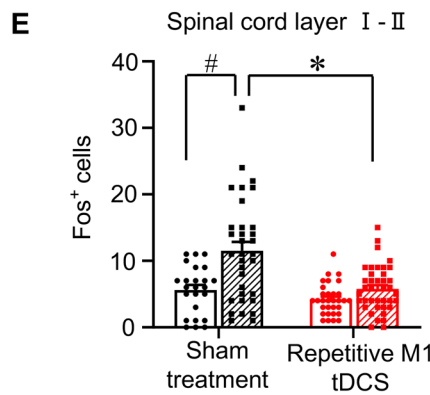 E
Spinal cord layer Ⅰ-Ⅱ
Fos⁺ cells
40
30
20
10
0
#
*
Sham
treatment
Repetitive M1
tDCS